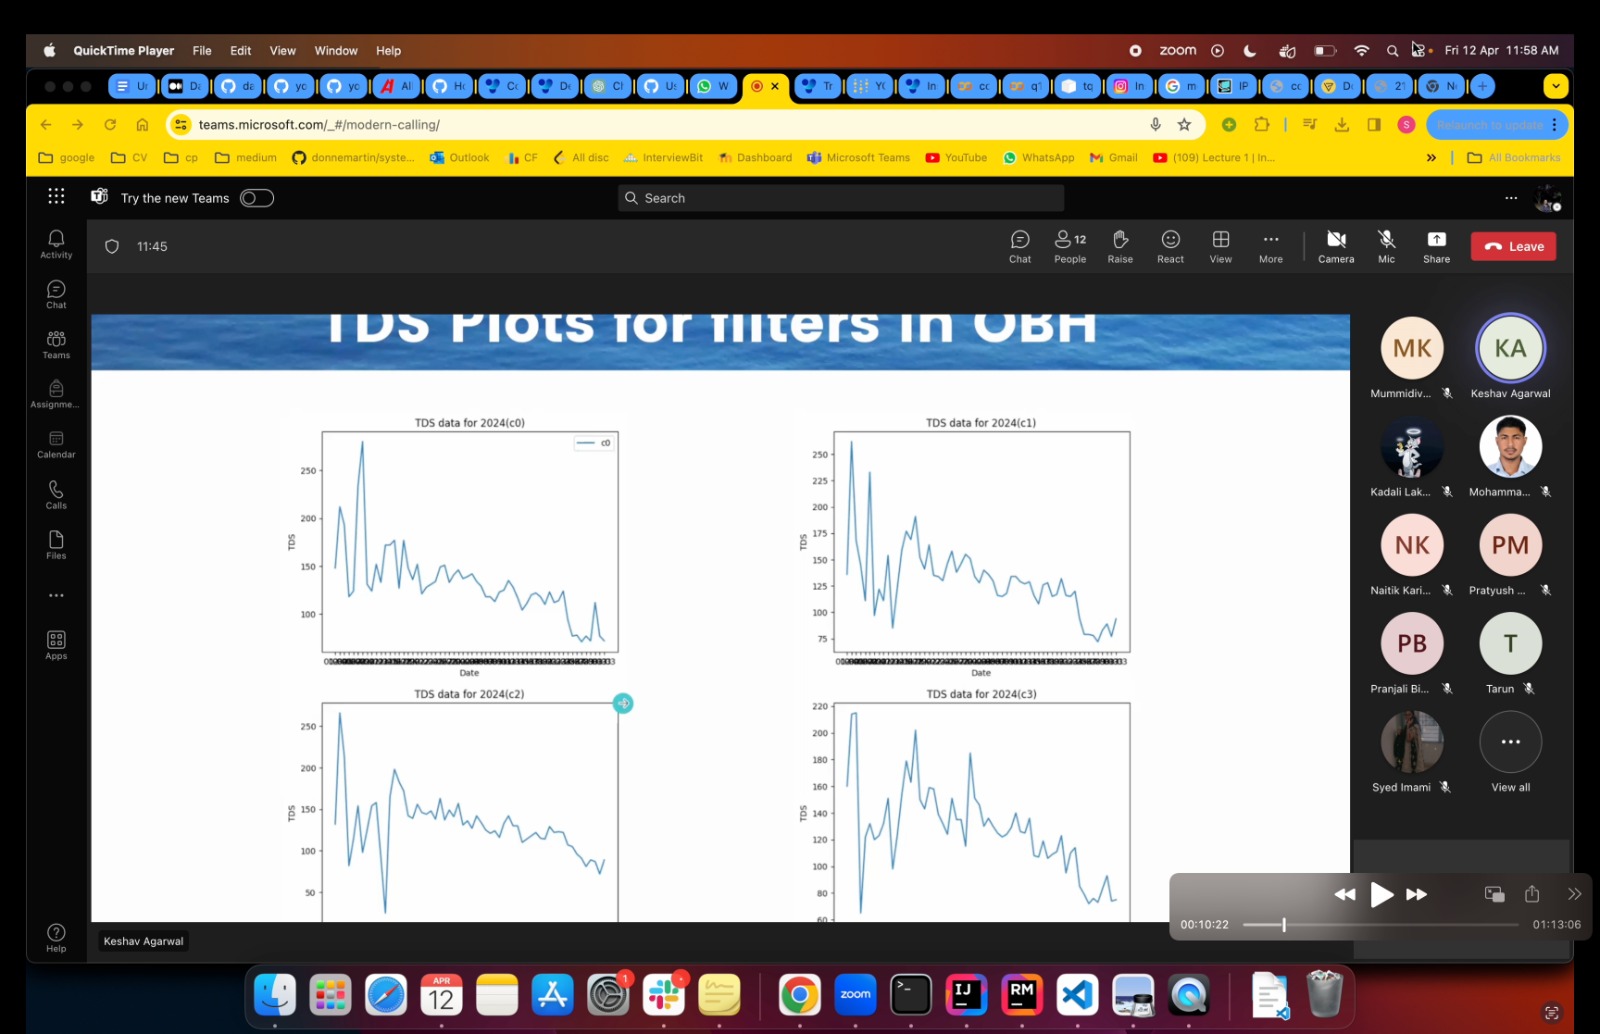 QuickTime Player File Edit View Window Help zoom Fri 12 Apr 11:58 AM
teams.microsoft.com/_#/modern-calling/ S Relaunch to update
google CV cp medium donnemartin/syste... Outlook CF All disc InterviewBit Dashboard Microsoft Teams YouTube WhatsApp Gmail (109) Lecture 1 | In... All Bookmarks
Try the new Teams Search
Activity
Chat
Teams
Assignme...
Calendar
Calls
Files
Apps
Help
11:45 Chat 12 People Raise React View More Camera Mic Share Leave
TDS Plots for filters in OBH
TDS data for 2024(c0)
c0
250
200
150
100
TDS
Date
TDS data for 2024(c1)
250
225
200
175
150
125
100
75
TDS
Date
TDS data for 2024(c2)
250
200
150
100
50
TDS
TDS data for 2024(c3)
220
200
180
160
140
120
100
80
60
TDS
MK KA
Mummidiv... Keshav Agarwal
Kadali Lak... Mohamma...
NK PM
Naitik Kari... Pratyush ...
PB T
Pranjali Bi... Tarun
Syed Imami View all
00:10:22 01:13:06
Keshav Agarwal
APR
12
1
zoom
IJ
RM